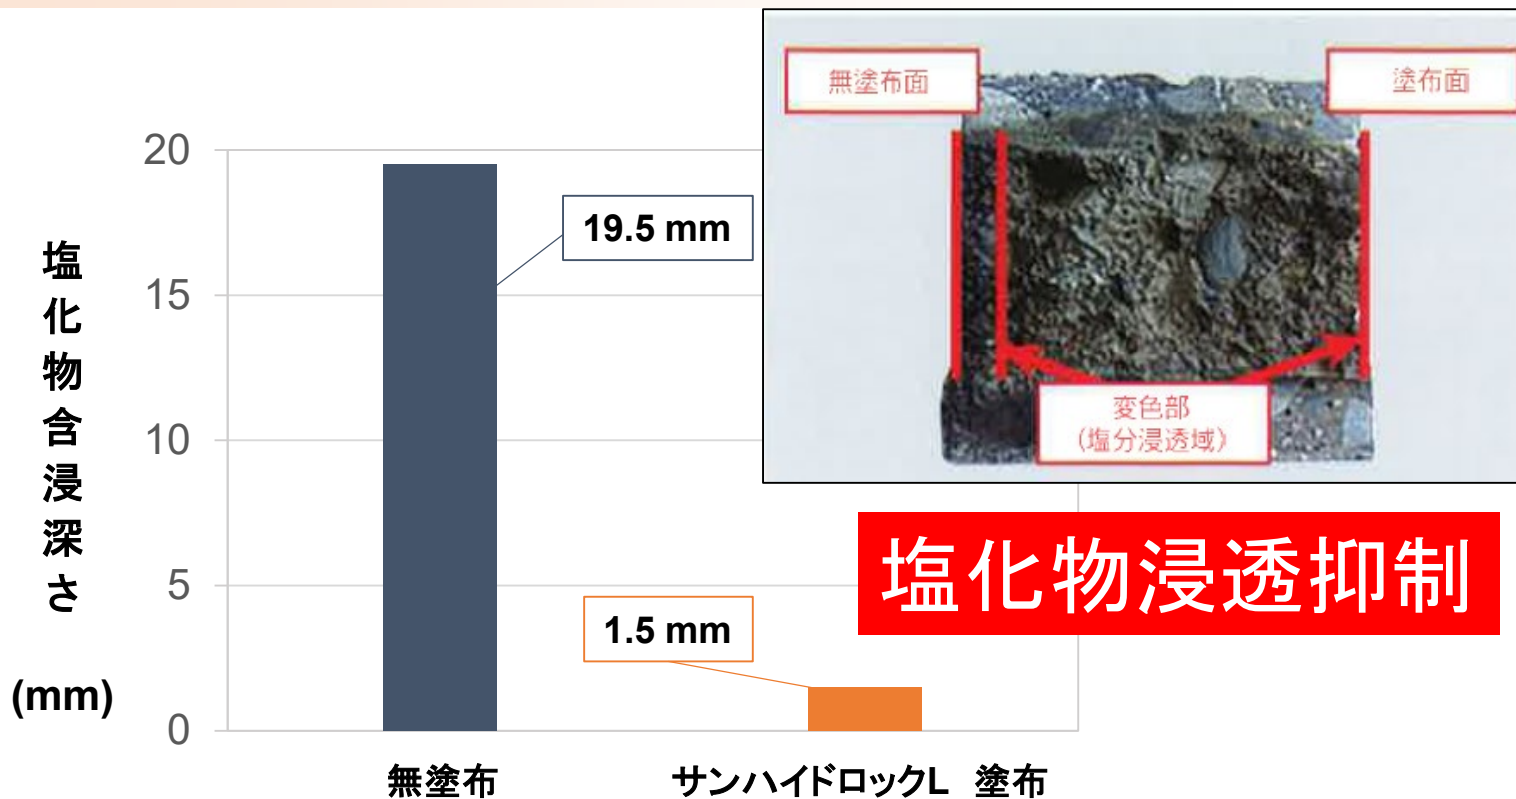 塩化物含浸深さ
(mm)
20
15
10
5
0
19.5 mm
1.5 mm
無塗布
サンハイドロックL 塗布
無塗布面
塗布面
変色部
(塩分浸透域)
塩化物浸透抑制